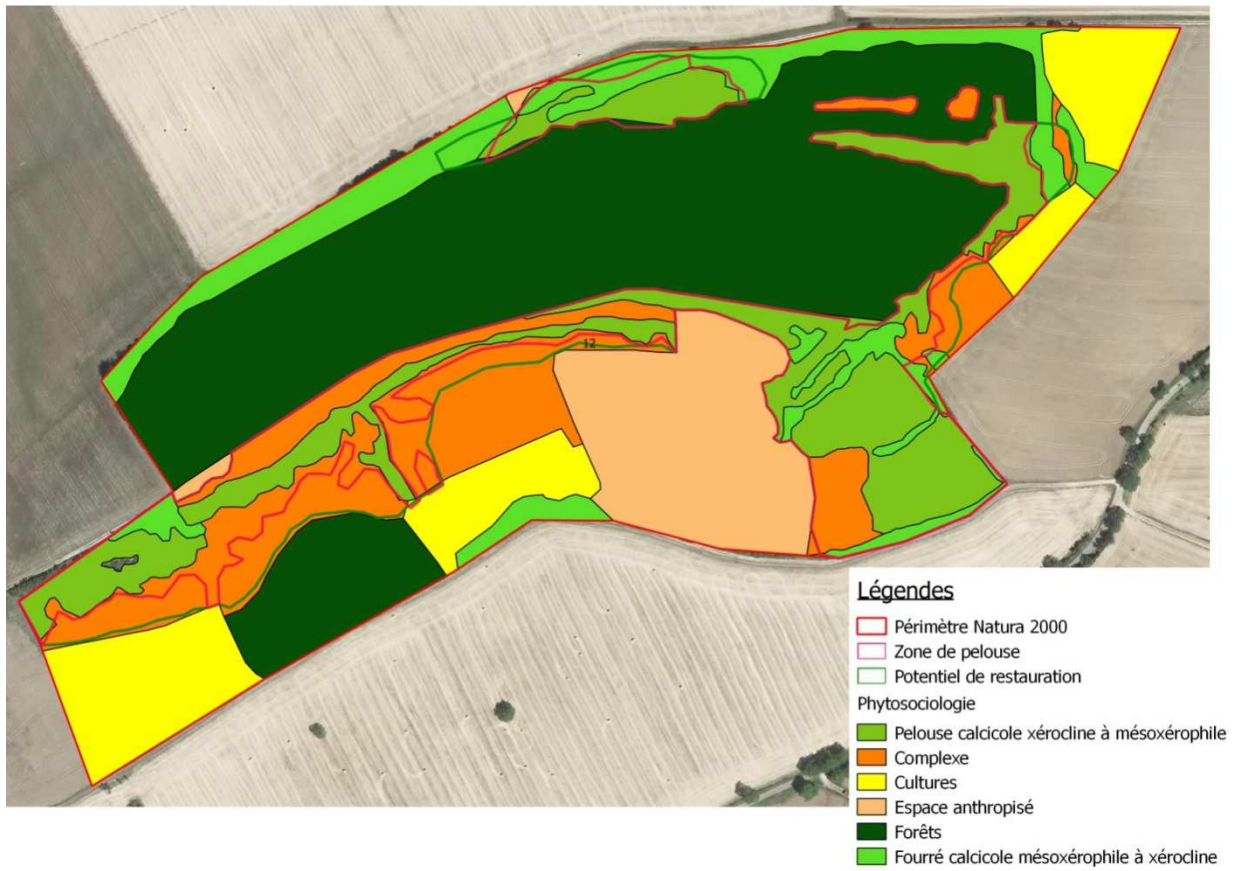 12
Légendes
Périmètre Natura 2000
Zone de pelouse
Potentiel de restauration
Phytosociologie
Pelouse calcicole xérocline à mésoxérophile
Complexe
Cultures
Espace anthropisé
Forêts
Fourré calcicole mésoxérophile à xérocline